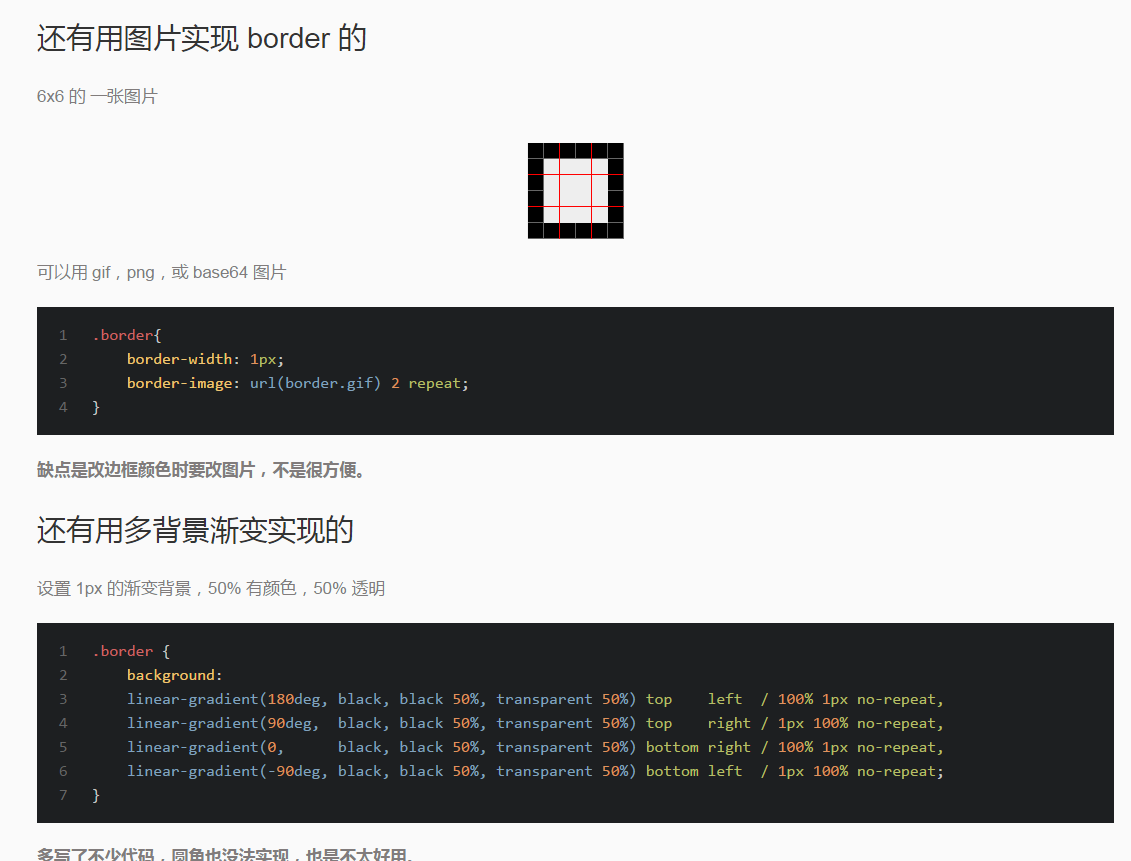 还有用图片实现 border 的
6x6 的 一张图片
可以用 gif，png，或 base64 图片
1 .border{
2     border-width: 1px;
3     border-image: url(border.gif) 2 repeat;
4 }
缺点是改边框颜色时要改图片，不是很方便。
还有用多背景渐变实现的
设置 1px 的渐变背景，50% 有颜色，50% 透明
1 .border {
2     background:
3     linear-gradient(180deg, black, black 50%, transparent 50%) top    left  / 100% 1px no-repeat,
4     linear-gradient(90deg,  black, black 50%, transparent 50%) top    right / 1px 100% no-repeat,
5     linear-gradient(0,      black, black 50%, transparent 50%) bottom right / 100% 1px no-repeat,
6     linear-gradient(-90deg, black, black 50%, transparent 50%) bottom left  / 1px 100% no-repeat;
7 }
多写了不少代码，圆角也没法实现，也是不太好用。